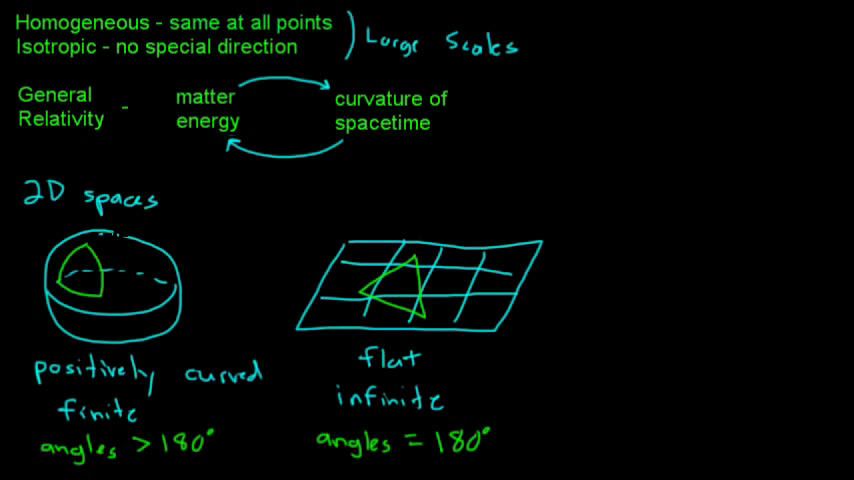 Homogeneous - same at all points
Isotropic - no special direction
Large Scales
General Relativity -
matter energy
curvature of spacetime
2D spaces
positively curved
finite
angles > 180°
flat
infinite
angles = 180°